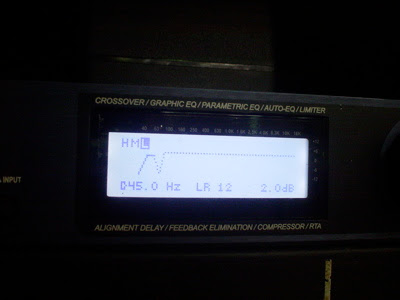 CROSSOVER / GRAPHIC EQ / PARAMETRIC EQ / AUTO-EQ / LIMITER
HML
D45.0 Hz LR 12 2.0dB
A INPUT
ALIGNMENT DELAY / FEEDBACK ELIMINATION / COMPRESSOR / RTA